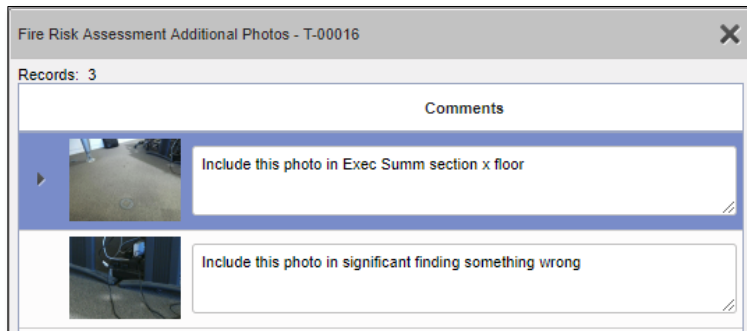 Fire Risk Assessment Additional Photos - T-00016
Records: 3
Comments
Include this photo in Exec Summ section x floor
Include this photo in significant finding something wrong